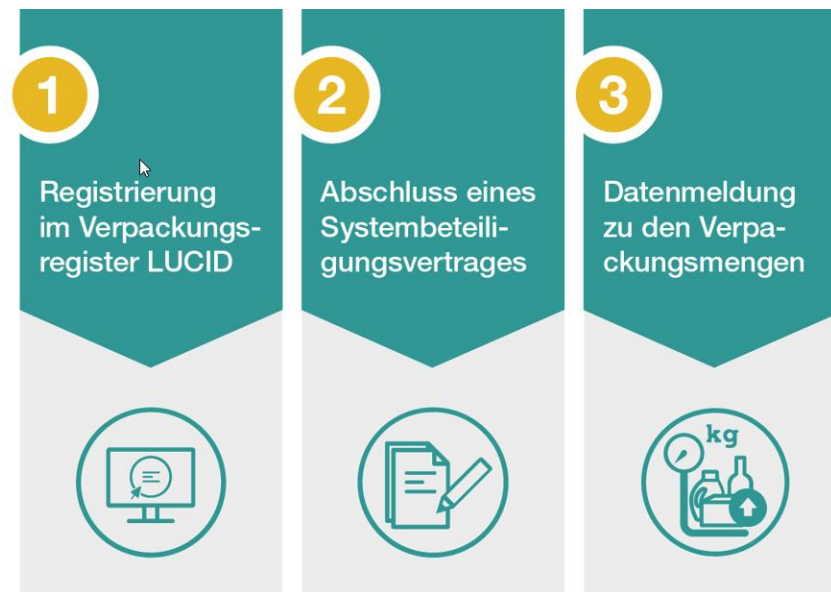 1
Registrierung
im Verpackungs-
register LUCID
2
Abschluss eines
Systembeteili-
gungsvertrages
3
Datenmeldung
zu den Verpa-
ckungsmengen
kg